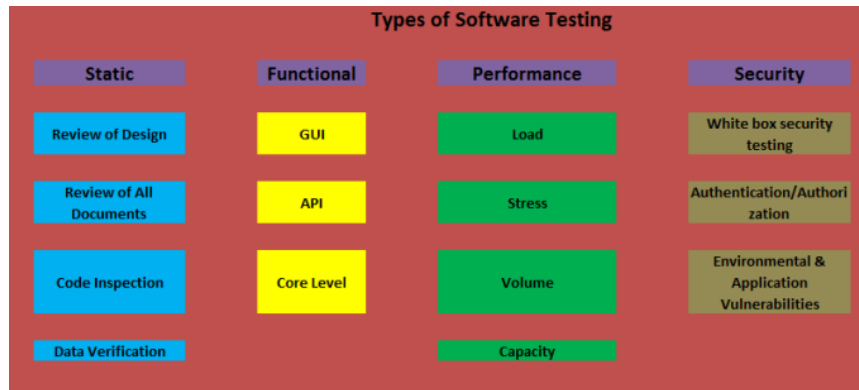 Types of Software Testing
Static
Functional
Performance
Security
Review of Design
GUI
Load
White box security
testing
Review of All
Documents
API
Stress
Authentication/Authori
zation
Code Inspection
Core Level
Volume
Environmental &
Application
Vulnerabilities
Data Verification
Capacity